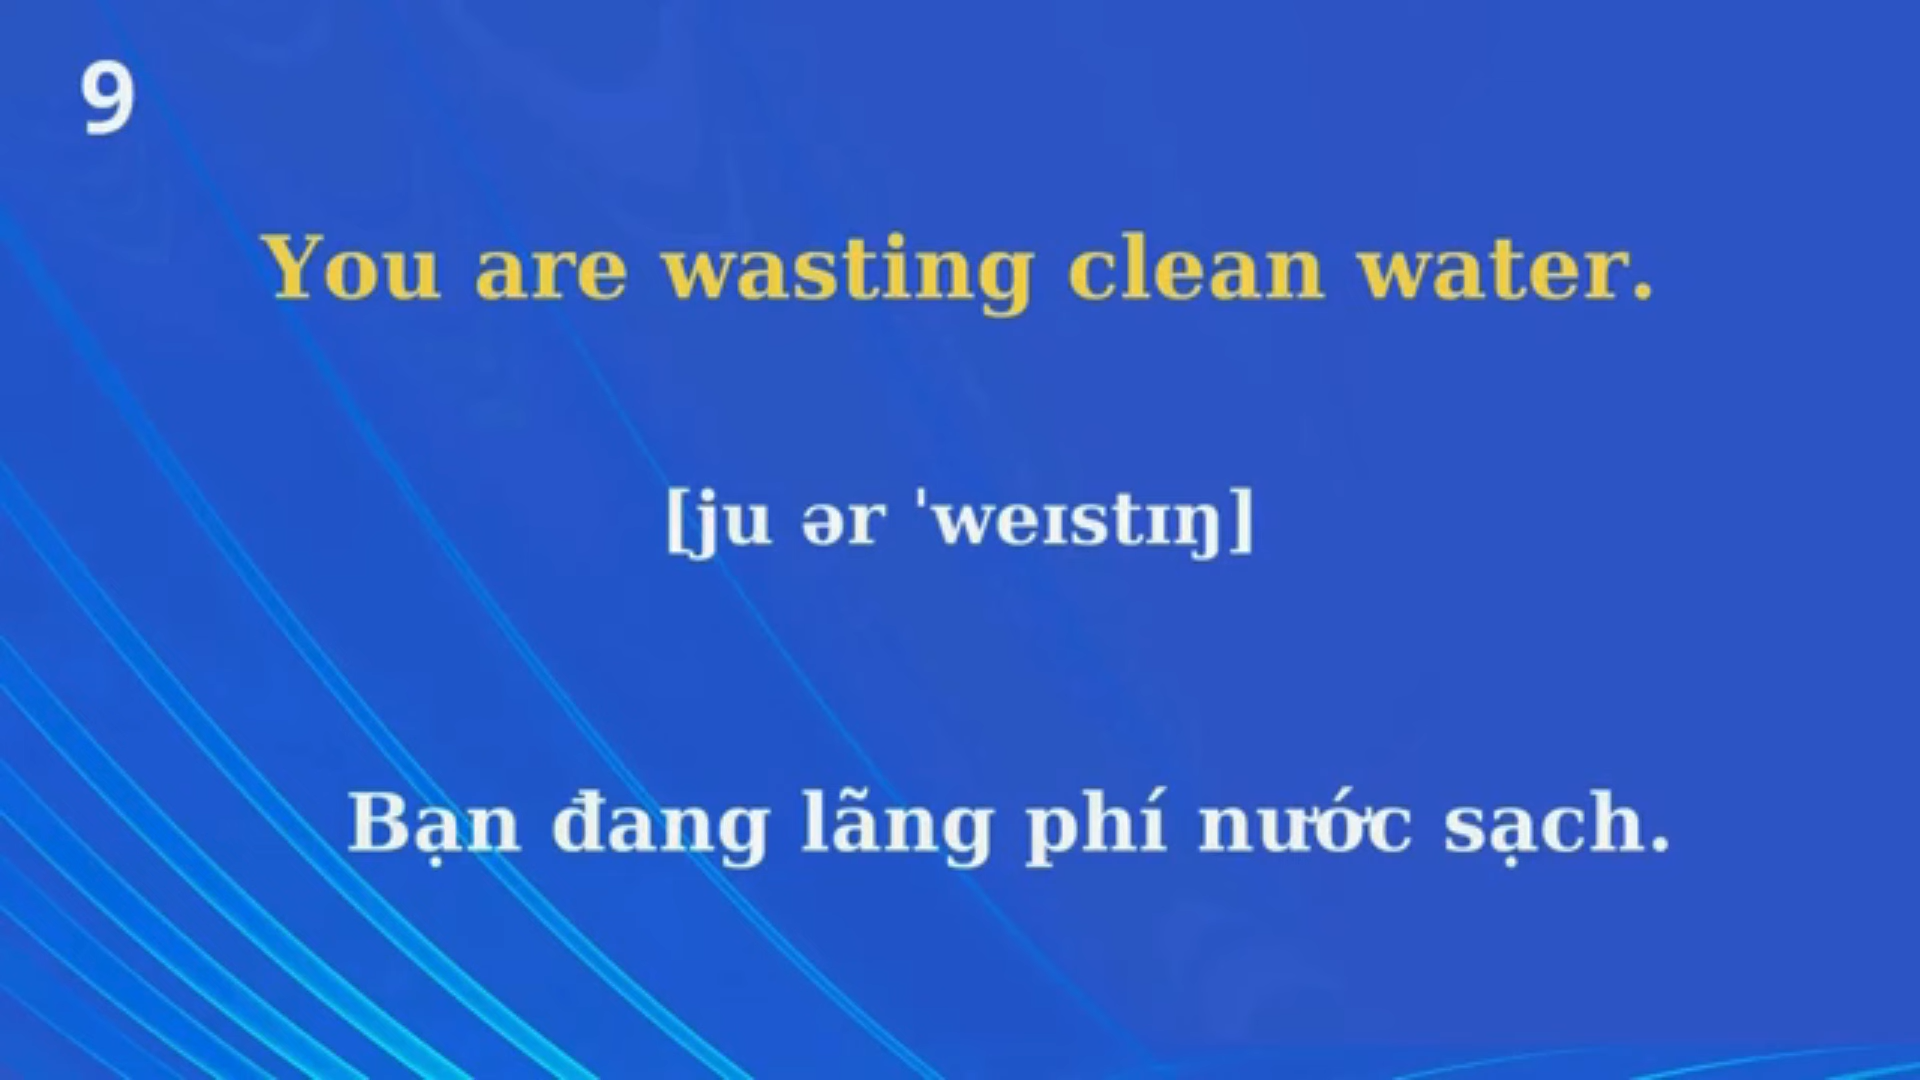 9
You are wasting clean water.
[ju ər ˈweɪstɪŋ]
Bạn đang lãng phí nước sạch.